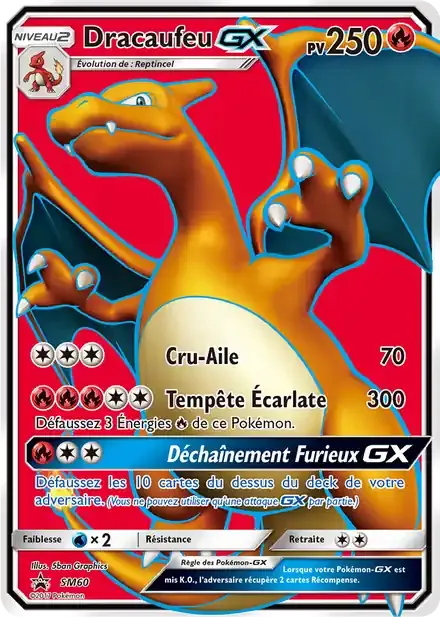 NIVEAU2 Dracaufeu GX PV250
Évolution de : Reptincel
Cru-Aile 70
Tempête Écarlate 300
Défaussez 3 Énergies de ce Pokémon.
Déchaînement Furieux GX
Défaussez les 10 cartes du dessus du deck de votre
adversaire. (Vous ne pouvez utiliser qu'une attaque GX par partie.)
Faiblesse ×2 Résistance Retraite
Illus. 5ban Graphics
Règle des Pokémon-GX
Lorsque votre Pokémon-GX est
mis K.O., l'adversaire récupère 2 cartes Récompense.
SM60
©2017 Pokémon